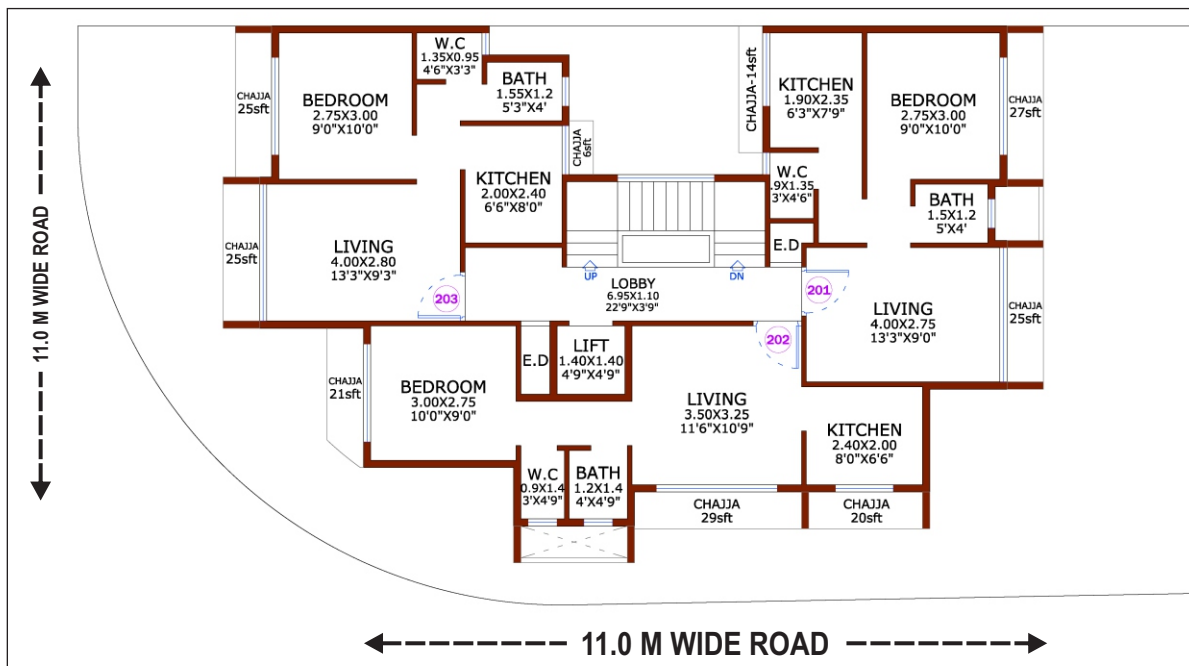 W.C
1.35X0.95
4'6"X3'3"
BATH
1.55X1.2
5'3"X4'
BEDROOM
2.75X3.00
9'0"X10'0"
CHAJJA
25sft
CHAJJA
6sft
KITCHEN
2.00X2.40
6'6"X8'0"
LIVING
4.00X2.80
13'3"X9'3"
CHAJJA
25sft
203
CHAJJA-14sft
KITCHEN
1.90X2.35
6'3"X7'9"
BEDROOM
2.75X3.00
9'0"X10'0"
CHAJJA
27sft
W.C
.9X1.35
3'X4'6"
BATH
1.5X1.2
5'X4'
E.D
UP
DN
LOBBY
6.95X1.10
22'9"X3'9"
201
LIVING
4.00X2.75
13'3"X9'0"
CHAJJA
25sft
202
E.D
LIFT
1.40X1.40
4'9"X4'9"
BEDROOM
3.00X2.75
10'0"X9'0"
CHAJJA
21sft
LIVING
3.50X3.25
11'6"X10'9"
KITCHEN
2.40X2.00
8'0"X6'6"
W.C
0.9X1.4
3'X4'9"
BATH
1.2X1.4
4'X4'9"
CHAJJA
29sft
CHAJJA
20sft
11.0 M WIDE ROAD
11.0 M WIDE ROAD